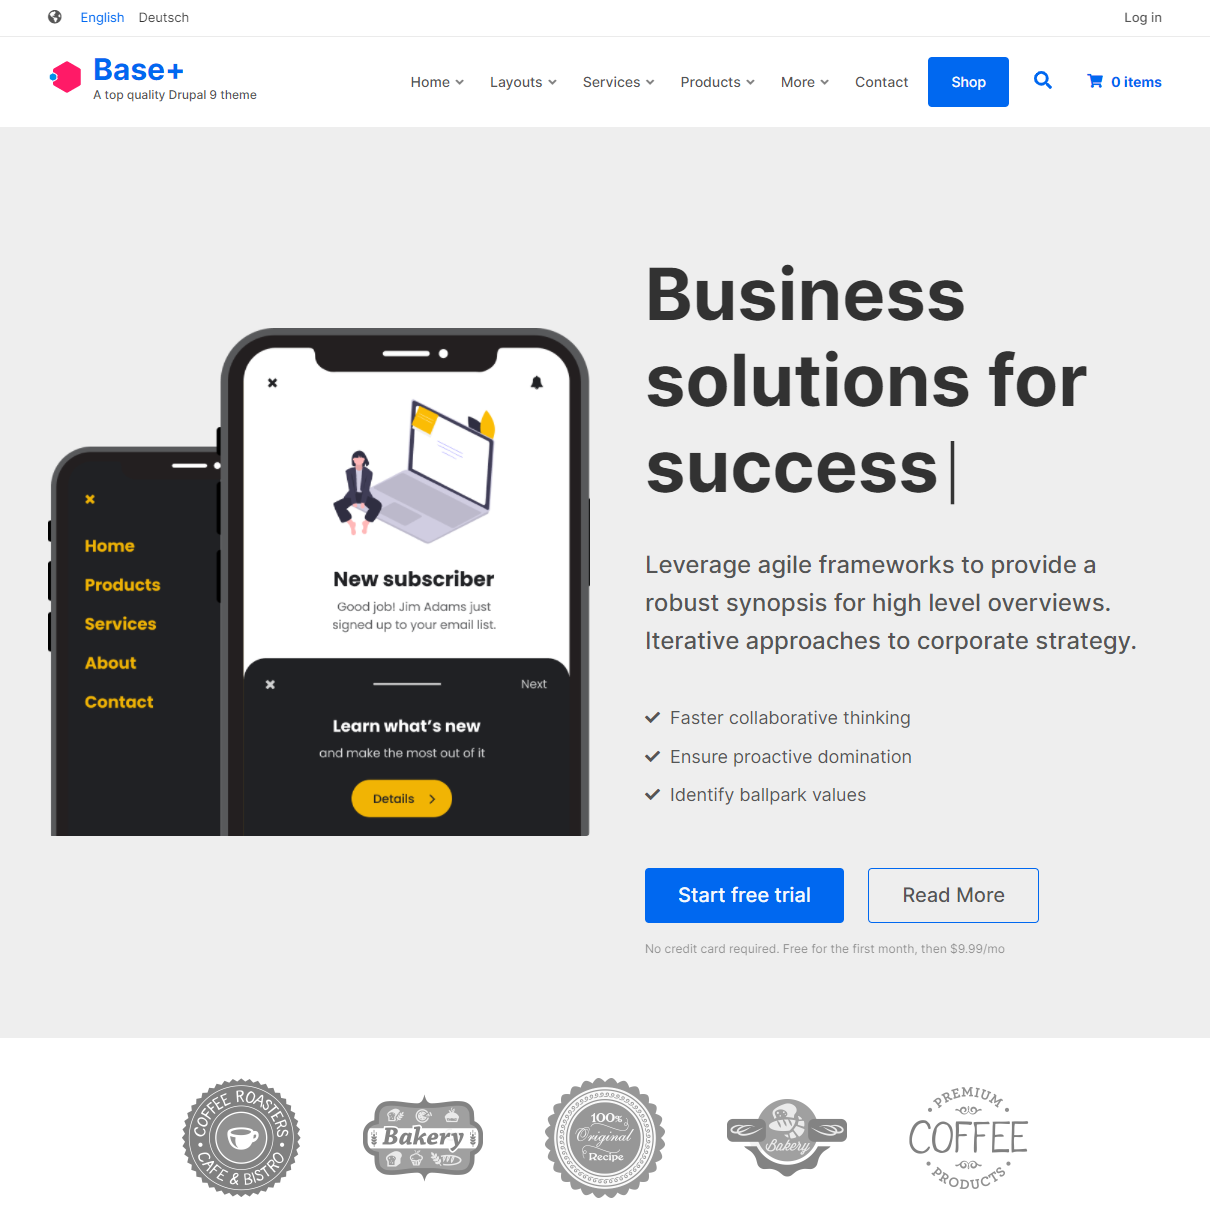 English Deutsch Log in
Base+
A top quality Drupal 9 theme
Home Layouts Services Products More Contact Shop 0 items
Business
solutions for
success
Leverage agile frameworks to provide a
robust synopsis for high level overviews.
Iterative approaches to corporate strategy.
Faster collaborative thinking
Ensure proactive domination
Identify ballpark values
Start free trial Read More
No credit card required. Free for the first month, then $9.99/mo
Home
Products
Services
About
Contact
New subscriber
Good job! Jim Adams just
signed up to your email list.
Next
Learn what's new
and make the most out of it
Details
COFFEE ROASTERS
CAFE & BISTRO
Bakery
100%
Original
Recipe
Bakery
PREMIUM
COFFEE
PRODUCTS